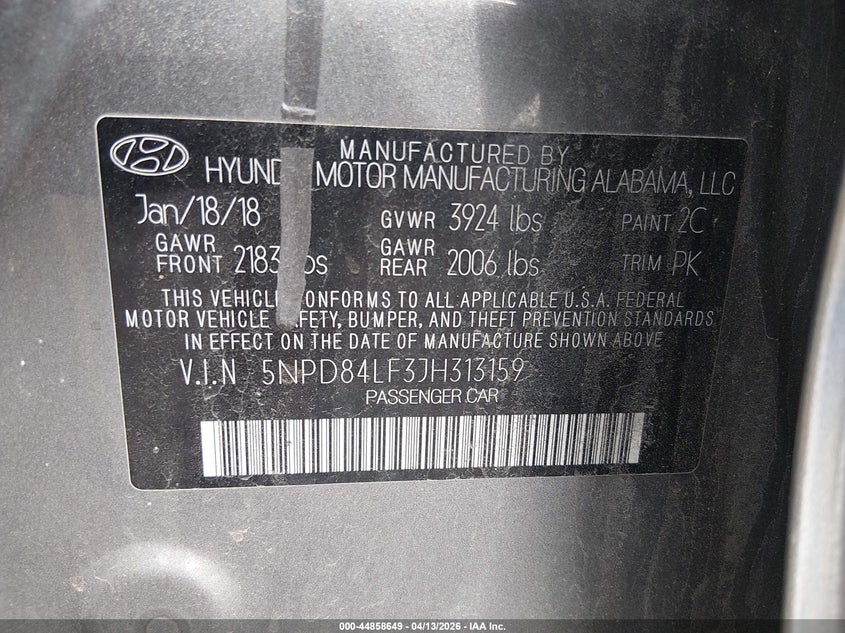 MANUFACTURED BY
MOTOR MANUFACTURING ALABAMA, LLC
Jan/18/18 GVWR 3924 lbs PAINT 2C
GAWR FRONT 2183 GAWR REAR 2006 lbs TRIM PK
THIS VEHICLE CONFORMS TO ALL APPLICABLE U.S.A. FEDERAL
MOTOR VEHICLE SAFETY, BUMPER, AND THEFT PREVENTION STANDARDS
IN EFFECT ON THE DATE OF MANUFACTURE SHOWN ABOVE
V.I.N 5NPD84LF3JH313159
PASSENGER CAR
000-44858649 - 04/13/2026 - IAA Inc.